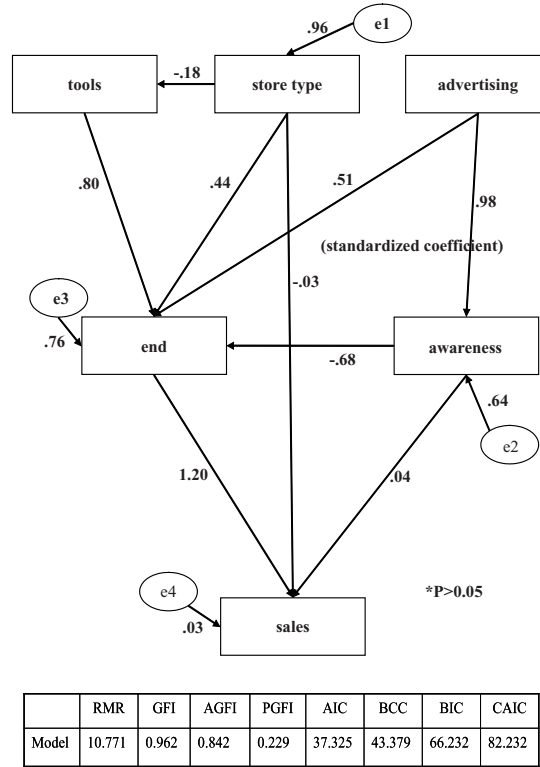 .96
e1
tools
-.18
store type
advertising
.80
.44
.51
.98
(standardized coefficient)
e3
-.03
.76
end
awareness
-.68
.64
e2
1.20
.04
e4
*P>0.05
.03
sales
RMR GFI AGFI PGFI AIC BCC BIC CAIC
Model 10.771 0.962 0.842 0.229 37.325 43.379 66.232 82.232